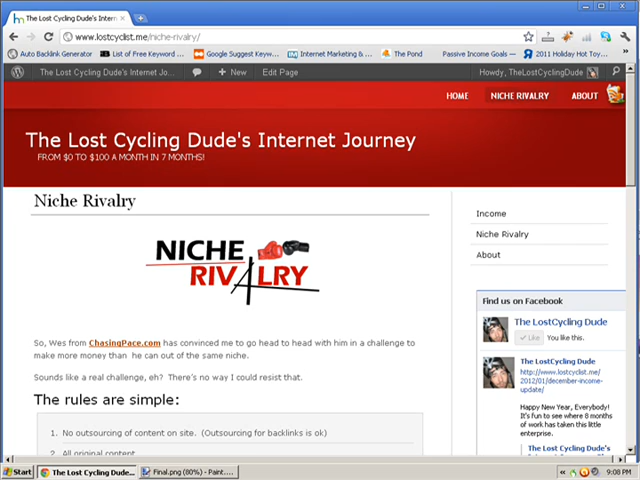 The Lost Cycling Dude's Intern
www.lostcyclist.me/niche-rivalry/
Auto Backlink Generator
List of Free Keyword ...
Google Suggest Keyw...
Internet Marketing & ...
The Pond
Passive Income Goals — ...
2011 Holiday Hot Toy...
The Lost Cycling Dude's Internet Jo...
+ New
Edit Page
Howdy, TheLostCyclingDude
HOME
NICHE RIVALRY
ABOUT
The Lost Cycling Dude's Internet Journey
FROM $0 TO $100 A MONTH IN 7 MONTHS!
Niche Rivalry
NICHE
RIVALRY
So, Wes from ChasingPace.com has convinced me to go head to head with him in a challenge to
make more money than he can out of the same niche.
Sounds like a real challenge, eh? There's no way I could resist that.
The rules are simple:
1. No outsourcing of content on site. (Outsourcing for backlinks is ok)
2. All original content
Income
Niche Rivalry
About
Find us on Facebook
The LostCycling Dude
Like
You like this.
The LostCycling Dude
http://www.lostcyclist.me/
2012/01/december-income-
update/
Happy New Year, Everybody!
It's fun to see where 8 months
of work has taken this little
enterprise.
The Lost Cycling Dude's
Start
The Lost Cycling Dude...
Final.png (80%) - Paint....
9:08 PM